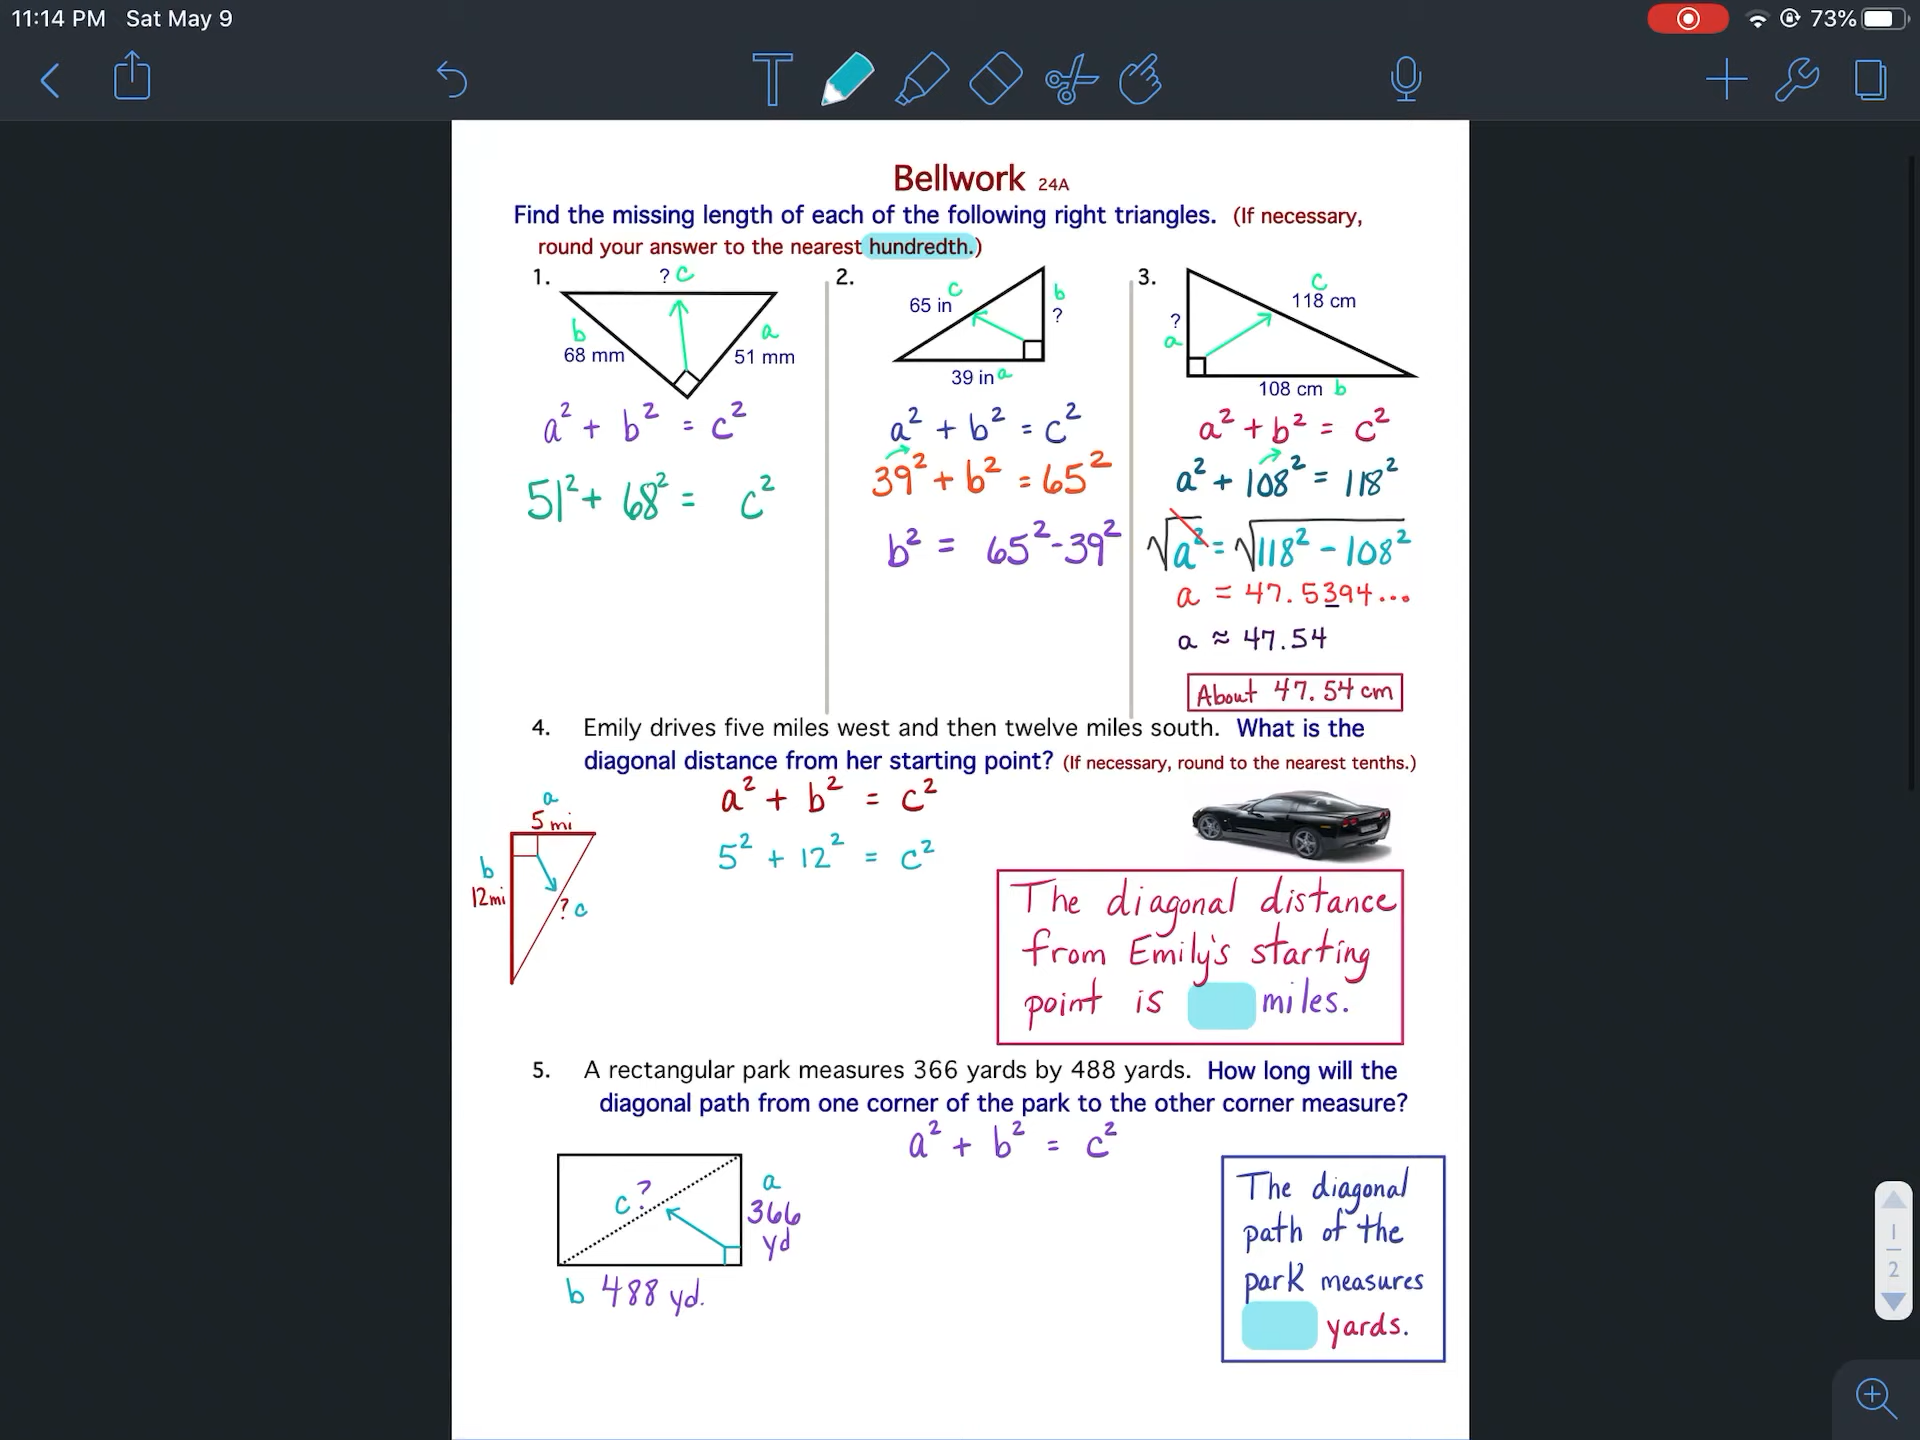 11:14 PM Sat May 9
73%
Bellwork 24A
Find the missing length of each of the following right triangles. (If necessary,
round your answer to the nearest hundredth.)
1.
? c
b
68 mm
a
51 mm
a² + b² = c²
51² + 68² = c²
2.
65 in c
b
?
39 in a
a² + b² = c²
39² + b² = 65²
b² = 65² - 39²
3.
c
118 cm
?
a
108 cm b
a² + b² = c²
a² + 108² = 118²
√a² = √118² - 108²
a = 47.5394...
a ≈ 47.54
About 47.54 cm
4. Emily drives five miles west and then twelve miles south. What is the
diagonal distance from her starting point? (If necessary, round to the nearest tenths.)
a² + b² = c²
5² + 12² = c²
a
5 mi
b
12mi
? c
The diagonal distance
from Emily's starting
point is miles.
5. A rectangular park measures 366 yards by 488 yards. How long will the
diagonal path from one corner of the park to the other corner measure?
a² + b² = c²
c ?
a
366
yd
b 488 yd.
The diagonal
path of the
park measures
yards.
1
2